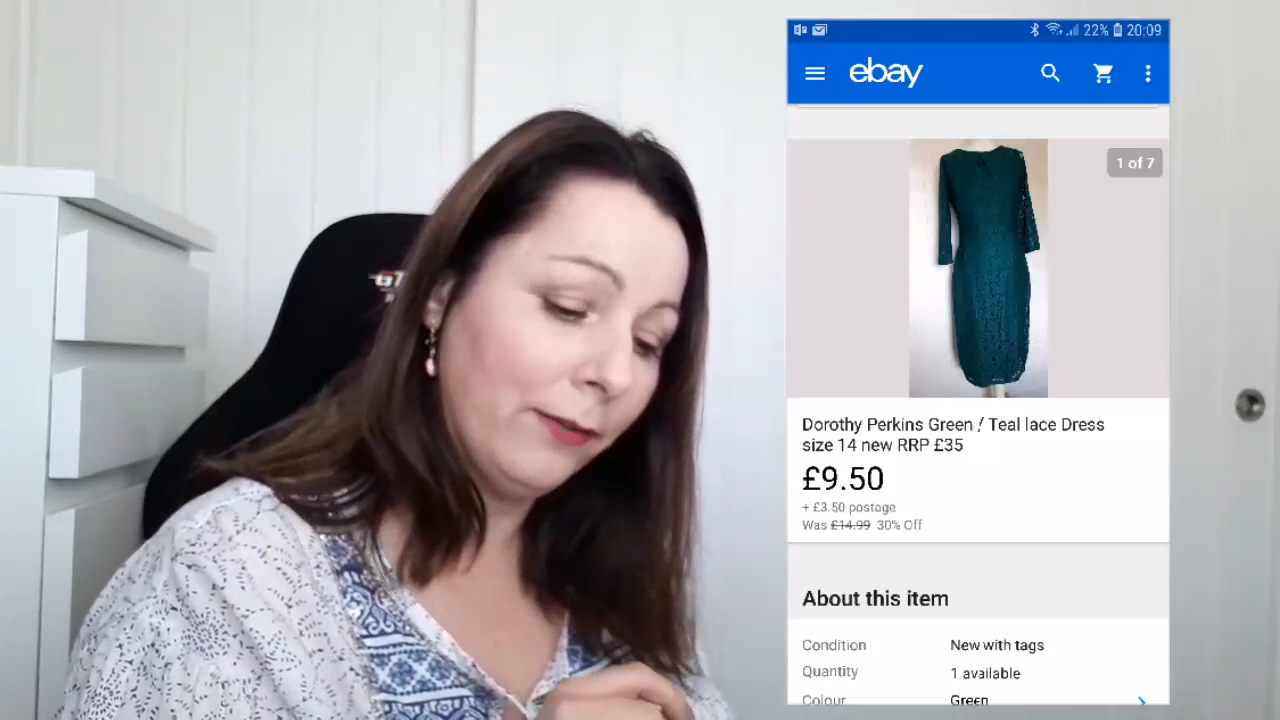 22% 20:09
ebay
1 of 7
Dorothy Perkins Green / Teal lace Dress
size 14 new RRP £35
£9.50
+ £3.50 postage
Was £14.99 30% Off
About this item
Condition New with tags
Quantity 1 available
Colour Green